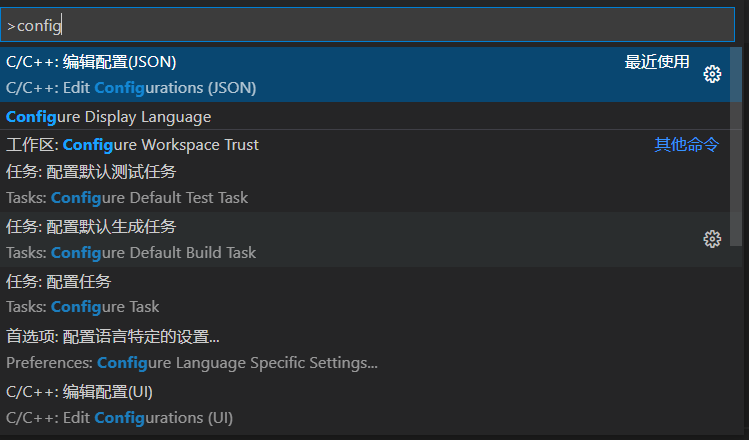 >config
C/C++: 编辑配置(JSON) 最近使用
C/C++: Edit Configurations (JSON)
Configure Display Language
工作区: Configure Workspace Trust 其他命令
任务: 配置默认测试任务
Tasks: Configure Default Test Task
任务: 配置默认生成任务
Tasks: Configure Default Build Task
任务: 配置任务
Tasks: Configure Task
首选项: 配置语言特定的设置...
Preferences: Configure Language Specific Settings...
C/C++: 编辑配置(UI)
C/C++: Edit Configurations (UI)